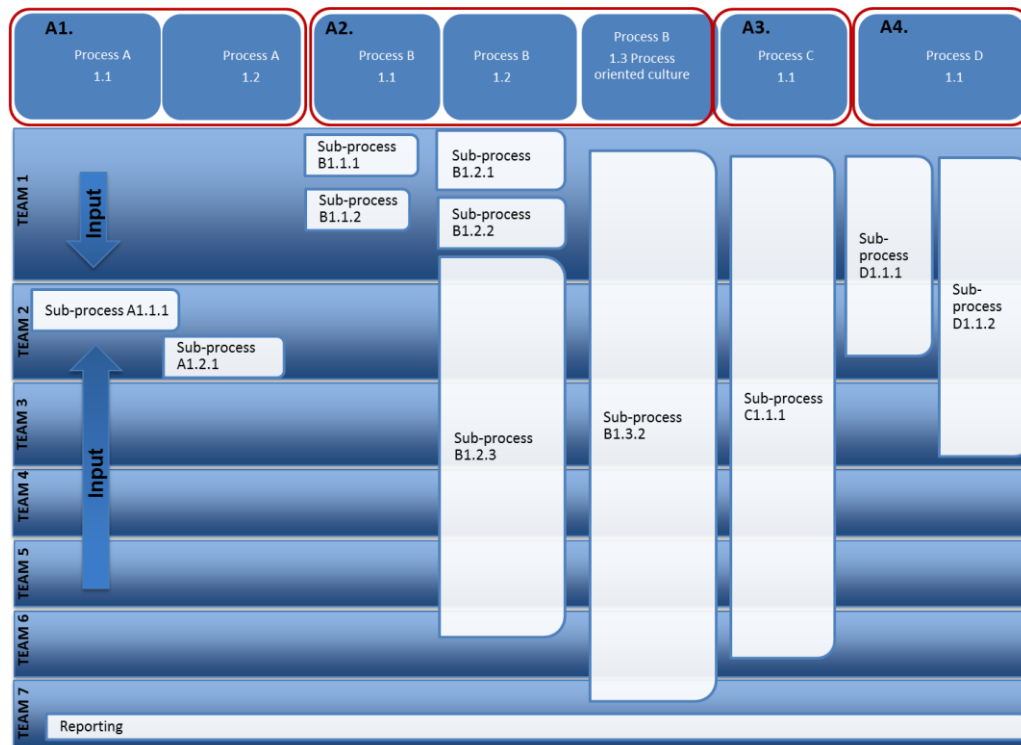 A1.
Process A
1.1
Process A
1.2
A2.
Process B
1.1
Process B
1.2
Process B
1.3 Process
oriented culture
A3.
Process C
1.1
A4.
Process D
1.1
TEAM 1
Input
Sub-process
B1.1.1
Sub-process
B1.1.2
Sub-process
B1.2.1
Sub-process
B1.2.2
Sub-
process
D1.1.1
Sub-
process
D1.1.2
TEAM 2
Sub-process A1.1.1
Sub-process
A1.2.1
TEAM 3
Sub-process
B1.2.3
Sub-process
B1.3.2
Sub-process
C1.1.1
Input
TEAM 4
TEAM 5
TEAM 6
TEAM 7
Reporting